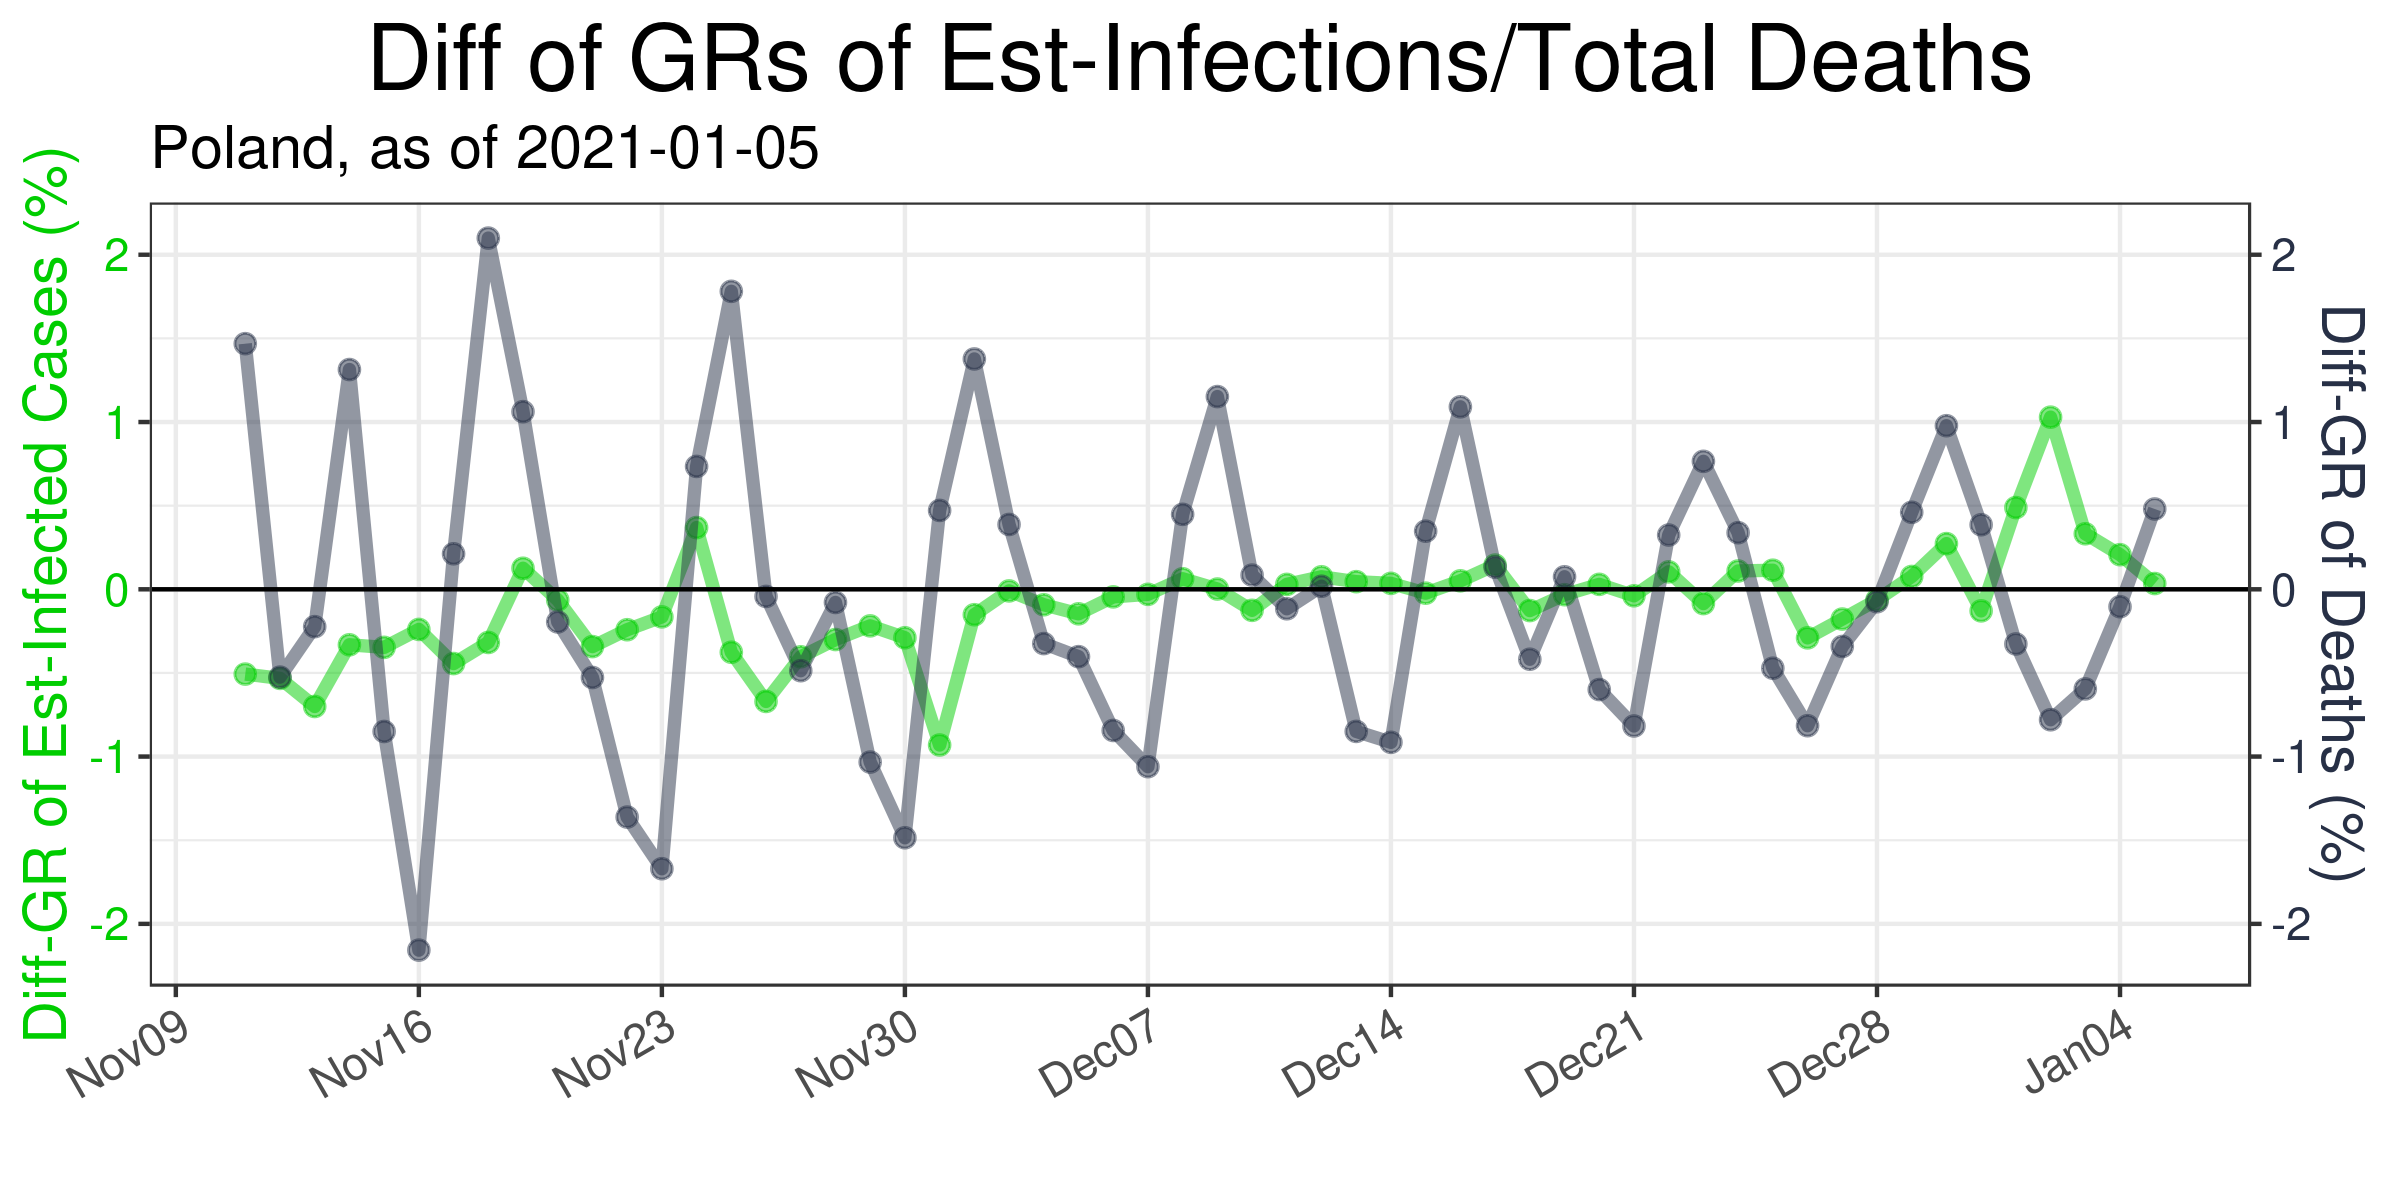 Diff of GRs of Est-Infections/Total Deaths
Poland, as of 2021-01-05
Diff-GR of Est-Infected Cases (%)
2
1
0
-1
-2
2
1
0
-1
-2
Diff-GR of Deaths (%)
Nov09
Nov16
Nov23
Nov30
Dec07
Dec14
Dec21
Dec28
Jan04